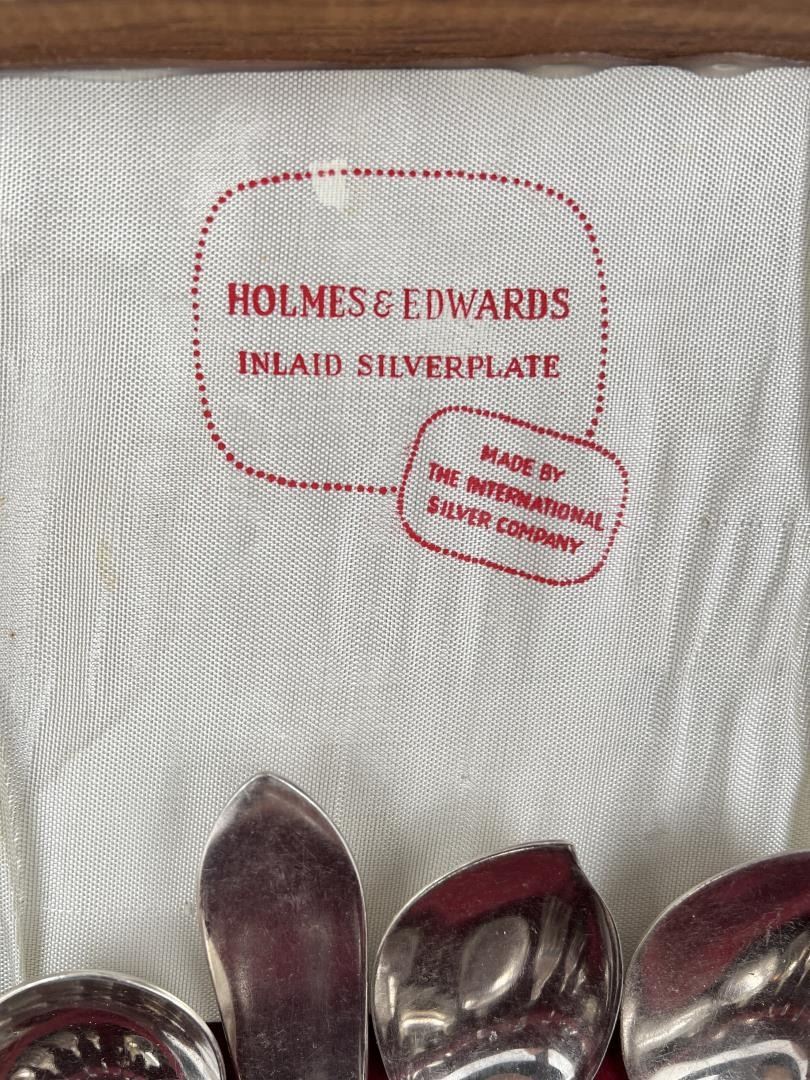 HOLMES & EDWARDS
INLAID SILVERPLATE
MADE BY
THE INTERNATIONAL
SILVER COMPANY